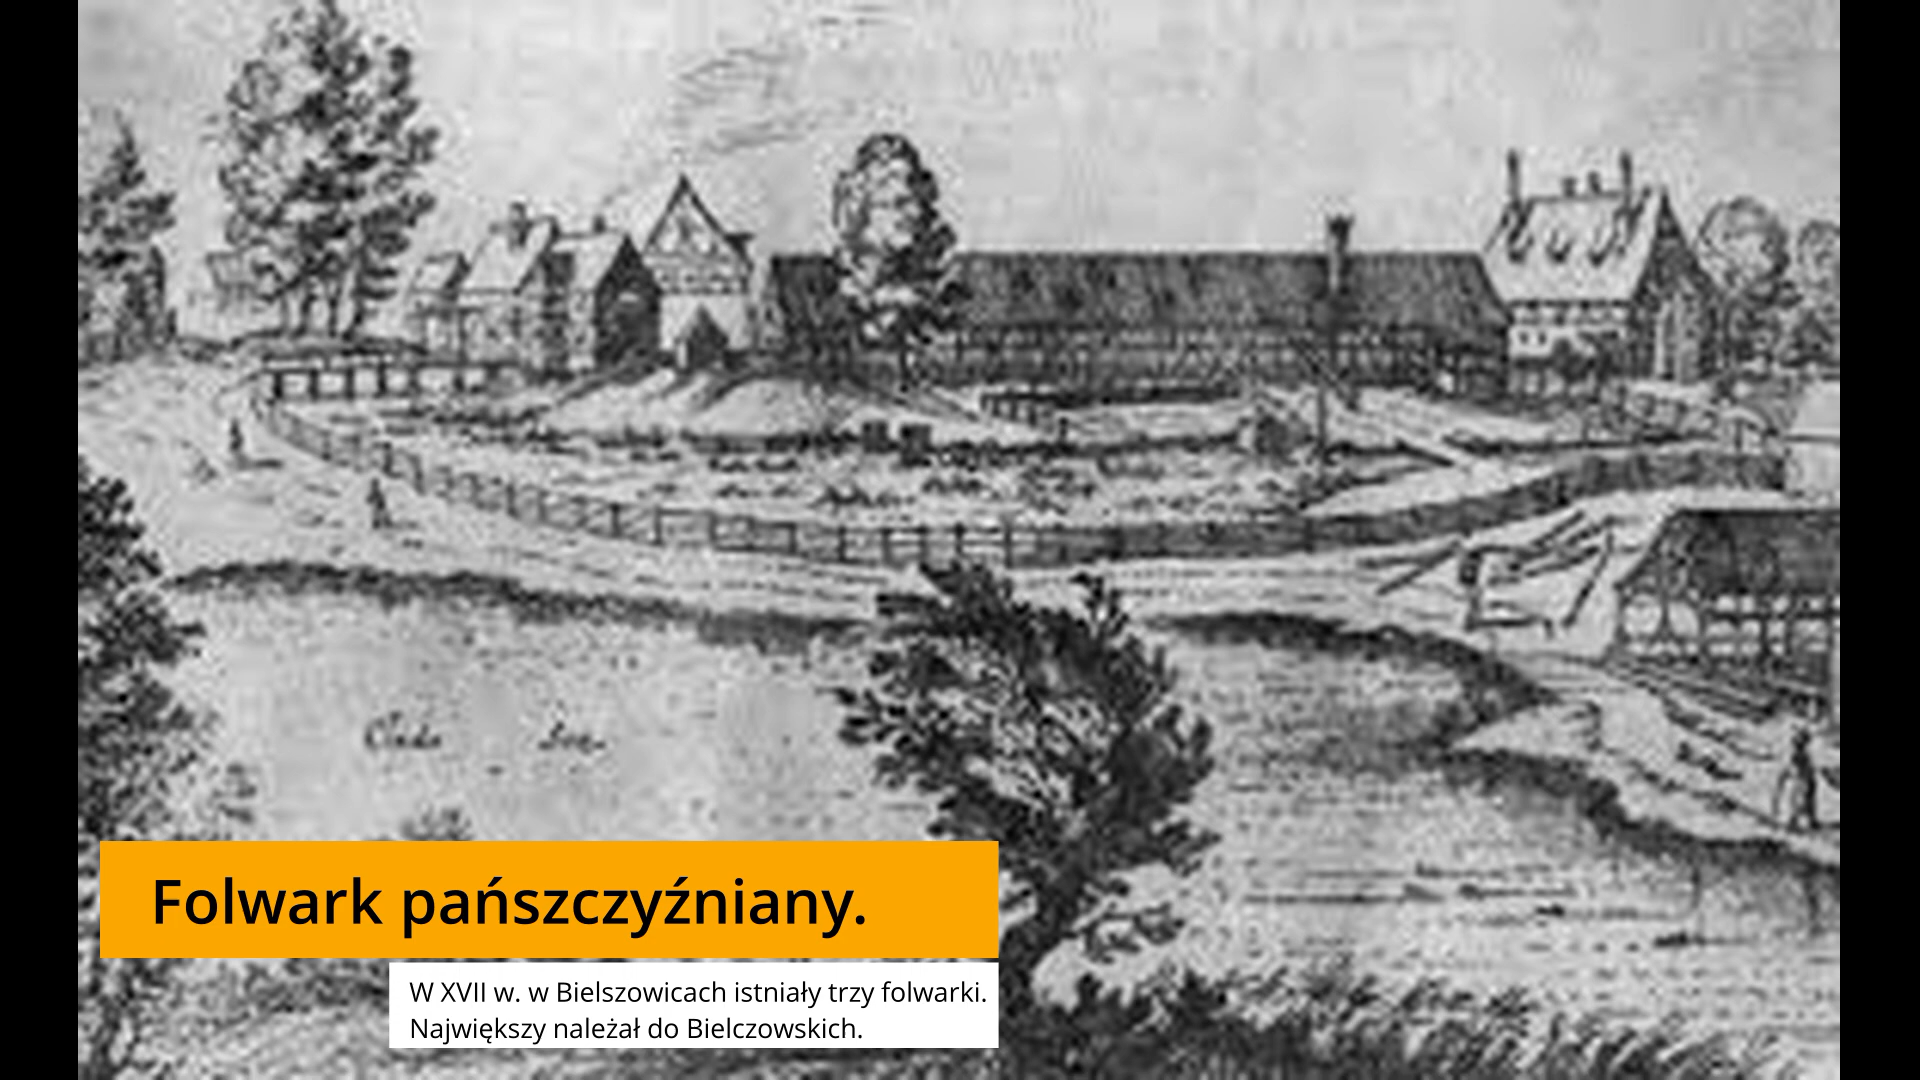 Folwark pańszczyźniany.
W XVII w. w Bielszowicach istniały trzy folwarki.
Największy należał do Bielczowskich.